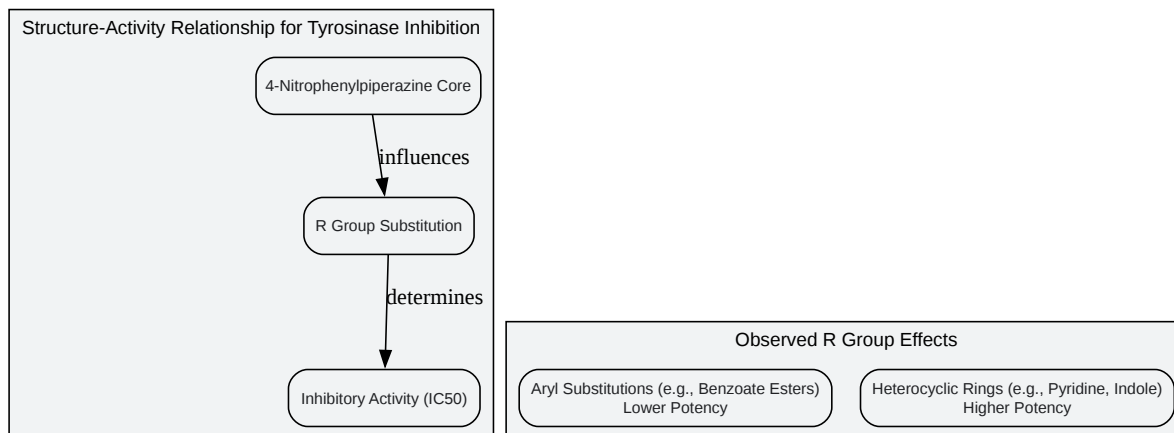 Structure-Activity Relationship for Tyrosinase Inhibition
4-Nitrophenylpiperazine Core
influences
R Group Substitution
determines
Inhibitory Activity (IC50)
Observed R Group Effects
Aryl Substitutions (e.g., Benzoate Esters)
Lower Potency
Heterocyclic Rings (e.g., Pyridine, Indole)
Higher Potency